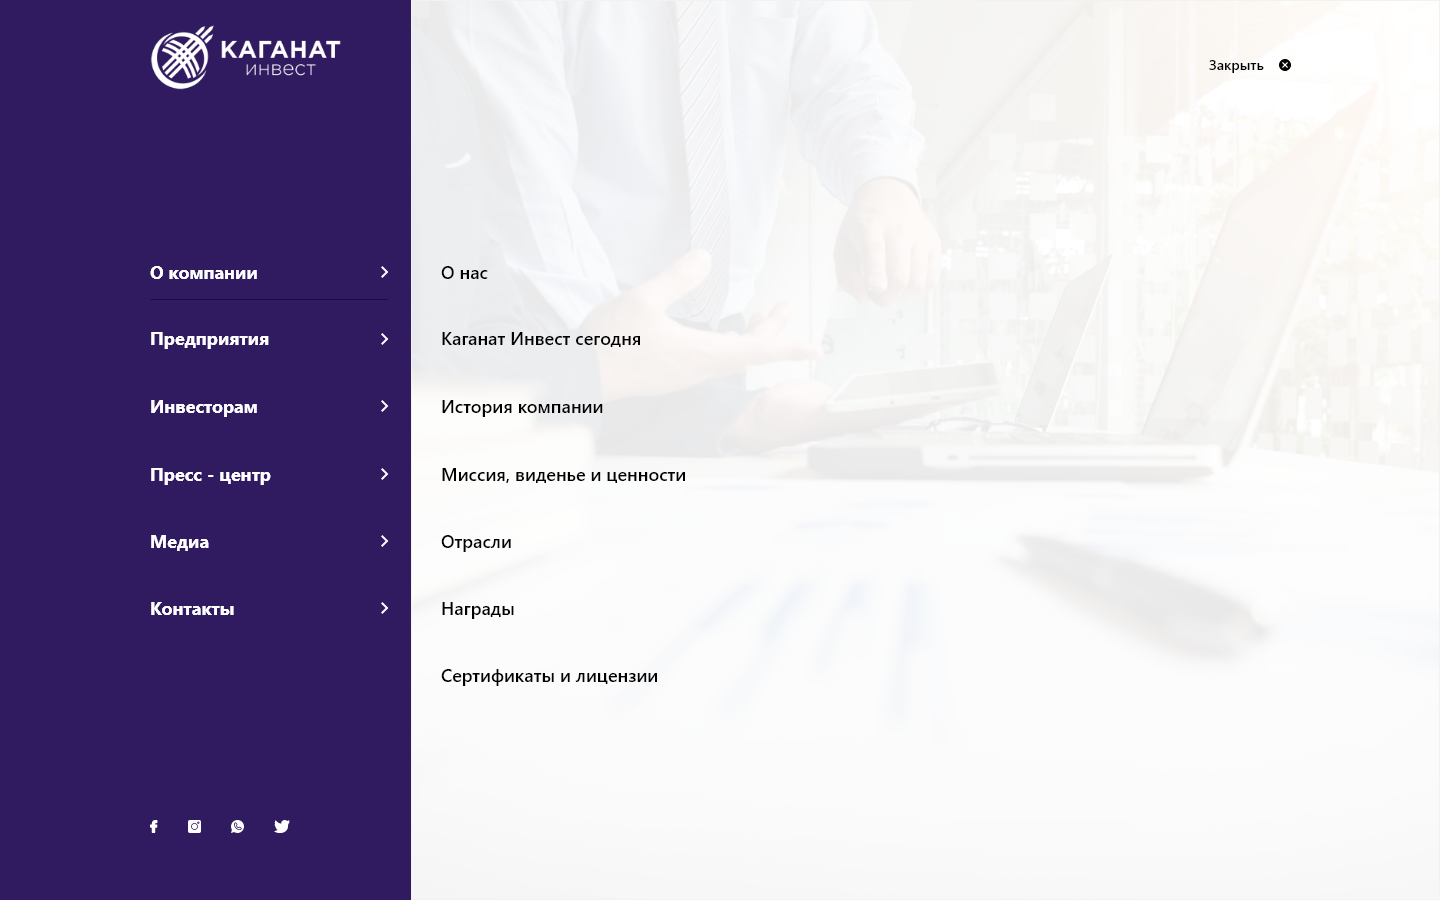 КАГАНАТ
ИНВЕСТ
Закрыть
О компании
Предприятия
Инвесторам
Пресс - центр
Медиа
Контакты
О нас
Каганат Инвест сегодня
История компании
Миссия, виденье и ценности
Отрасли
Награды
Сертификаты и лицензии